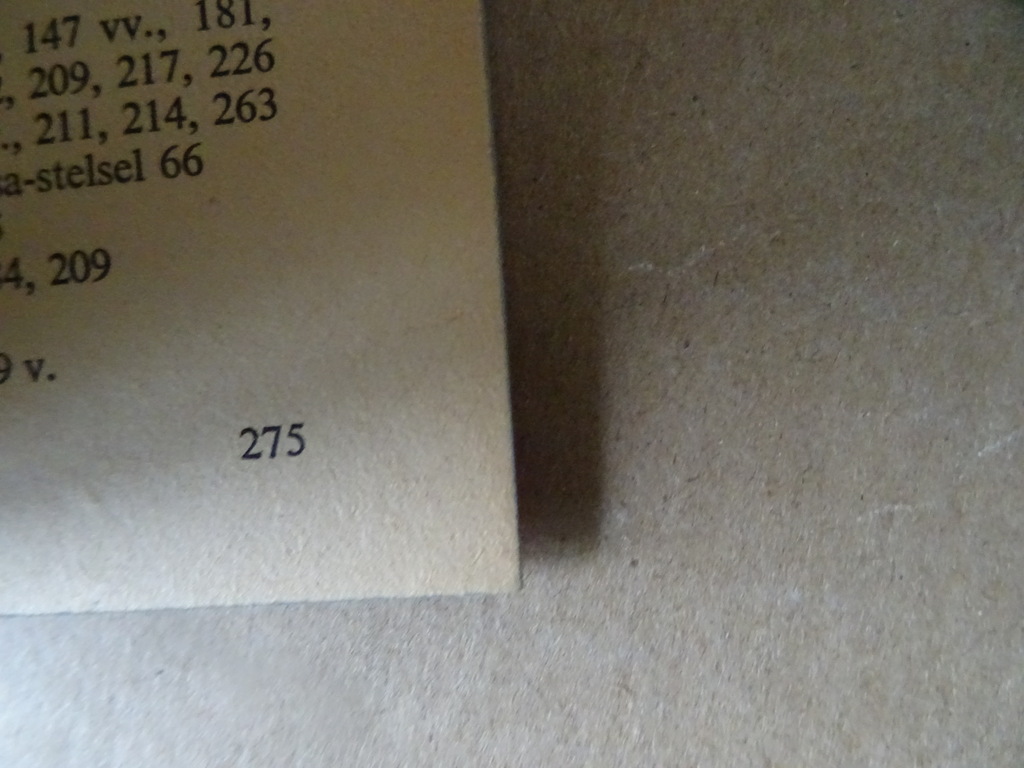 147 vv., 181,
, 209, 217, 226
., 211, 214, 263
a-stelsel 66
4, 209
9 v.
275